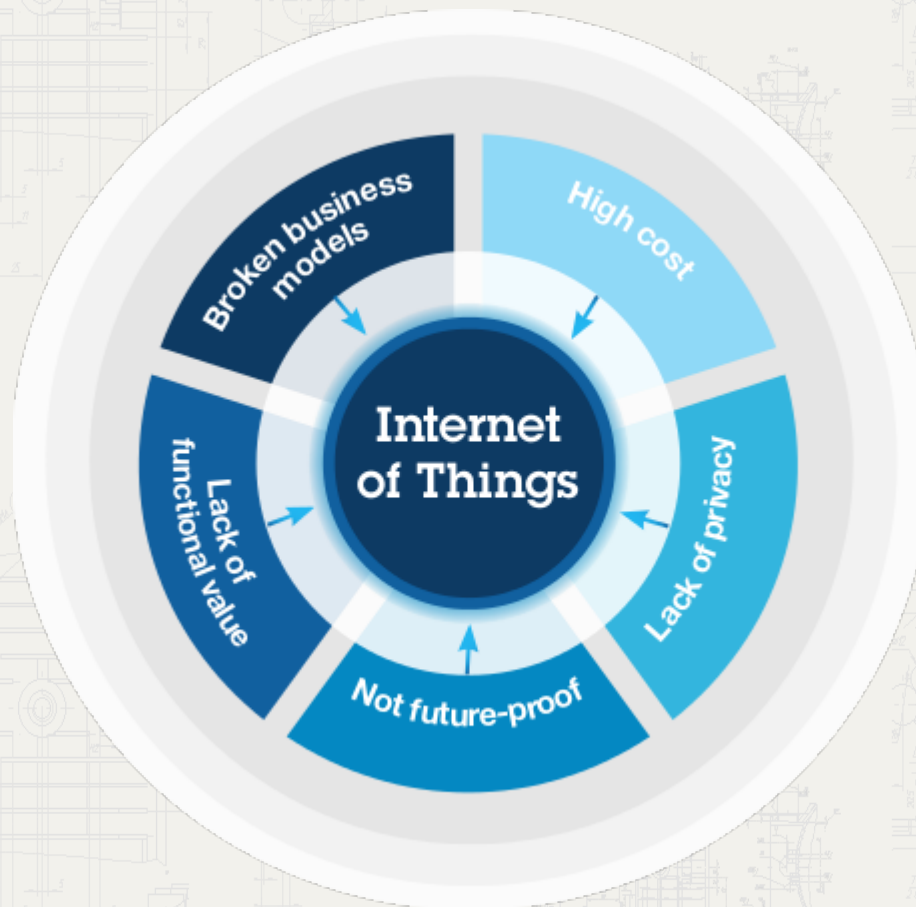 Broken business
models
High cost
Internet
of Things
Lack of
functional value
Lack of privacy
Not future-proof